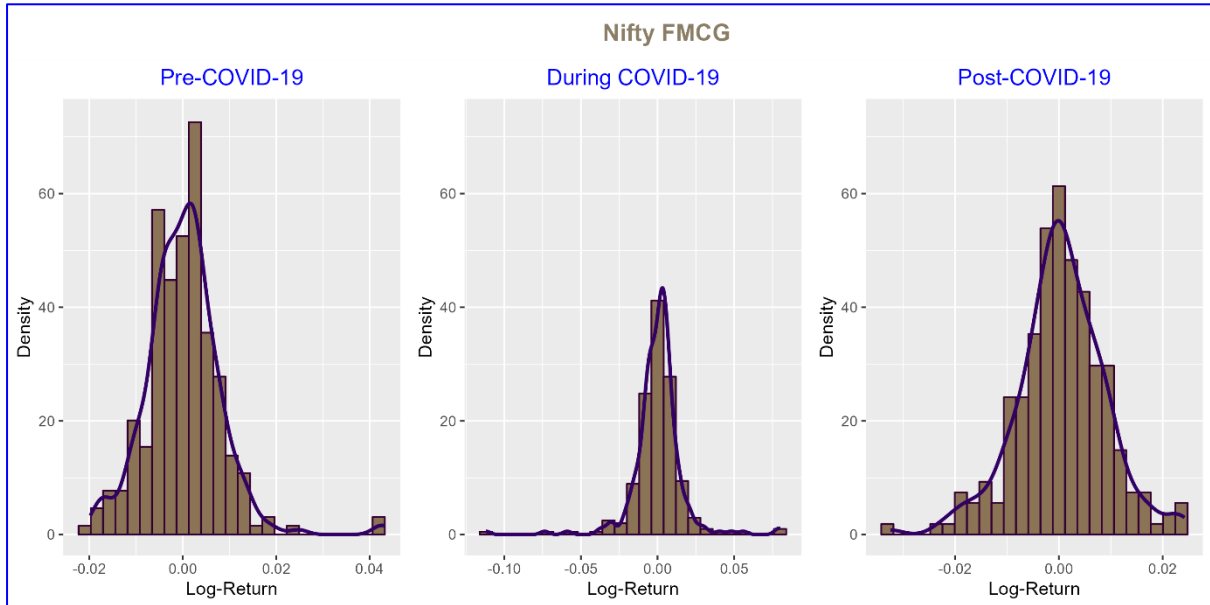 Nifty FMCG
Pre-COVID-19
During COVID-19
Post-COVID-19
Density
60
40
20
0
-0.02
0.00
0.02
0.04
Log-Return
Density
60
40
20
0
-0.10
-0.05
0.00
0.05
Log-Return
Density
60
40
20
0
-0.02
0.00
0.02
Log-Return